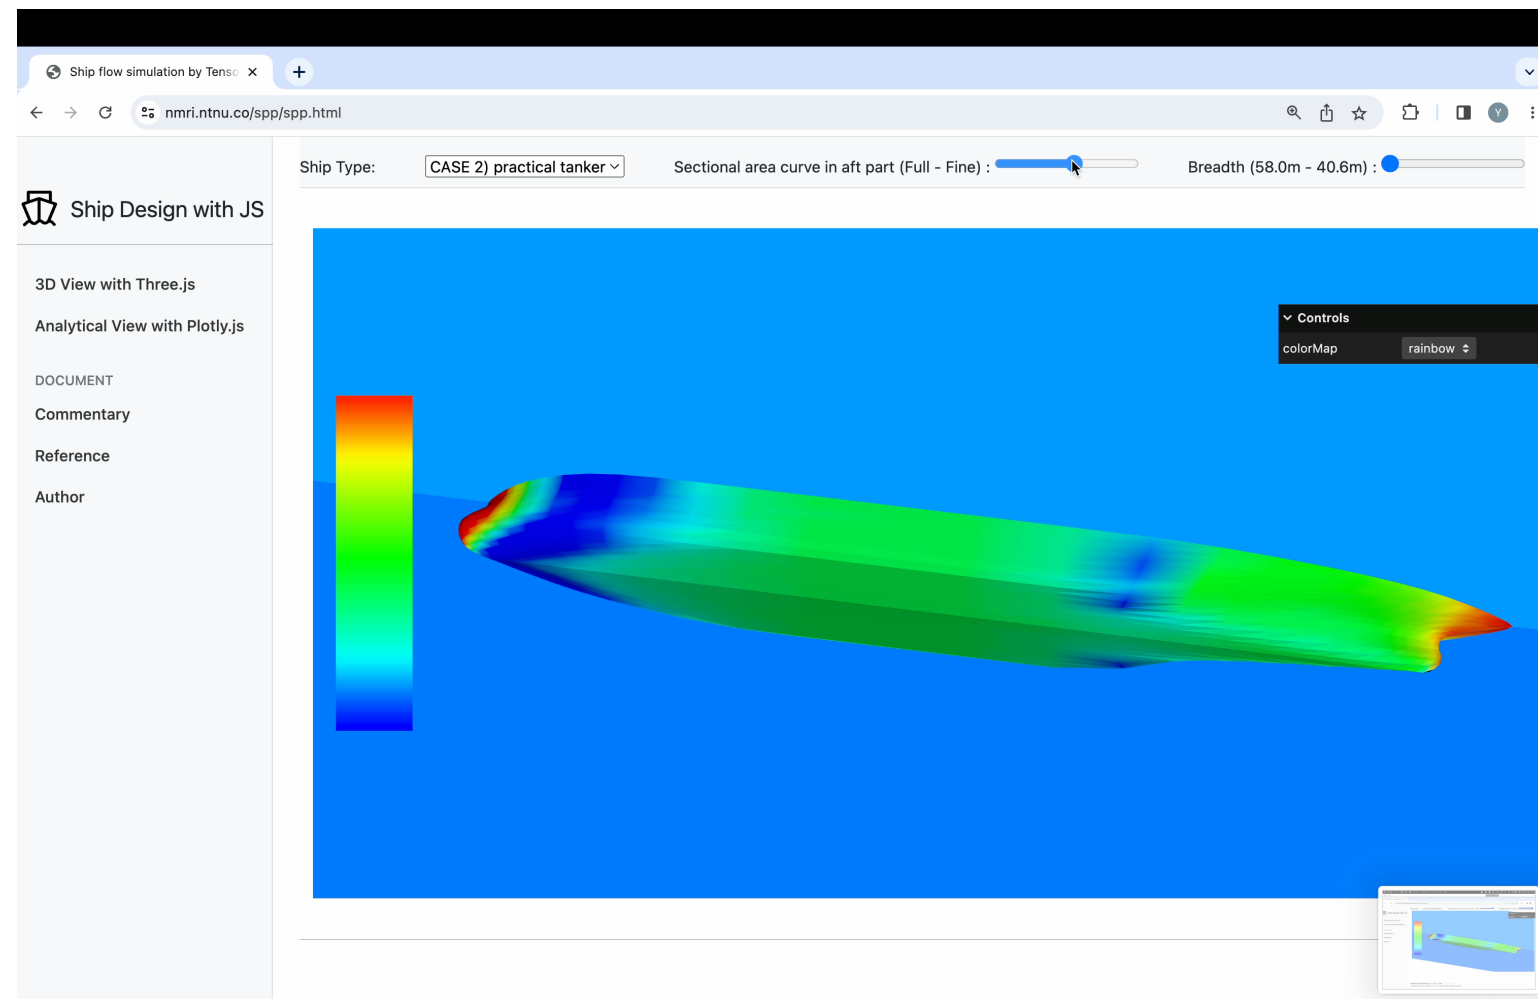 Ship flow simulation by Tenso
nmri.ntnu.co/spp/spp.html
Y
Ship Type:
CASE 2) practical tanker
Sectional area curve in aft part (Full - Fine) :
Breadth (58.0m - 40.6m) :
Ship Design with JS
3D View with Three.js
Analytical View with Plotly.js
DOCUMENT
Commentary
Reference
Author
Controls
colorMap
rainbow